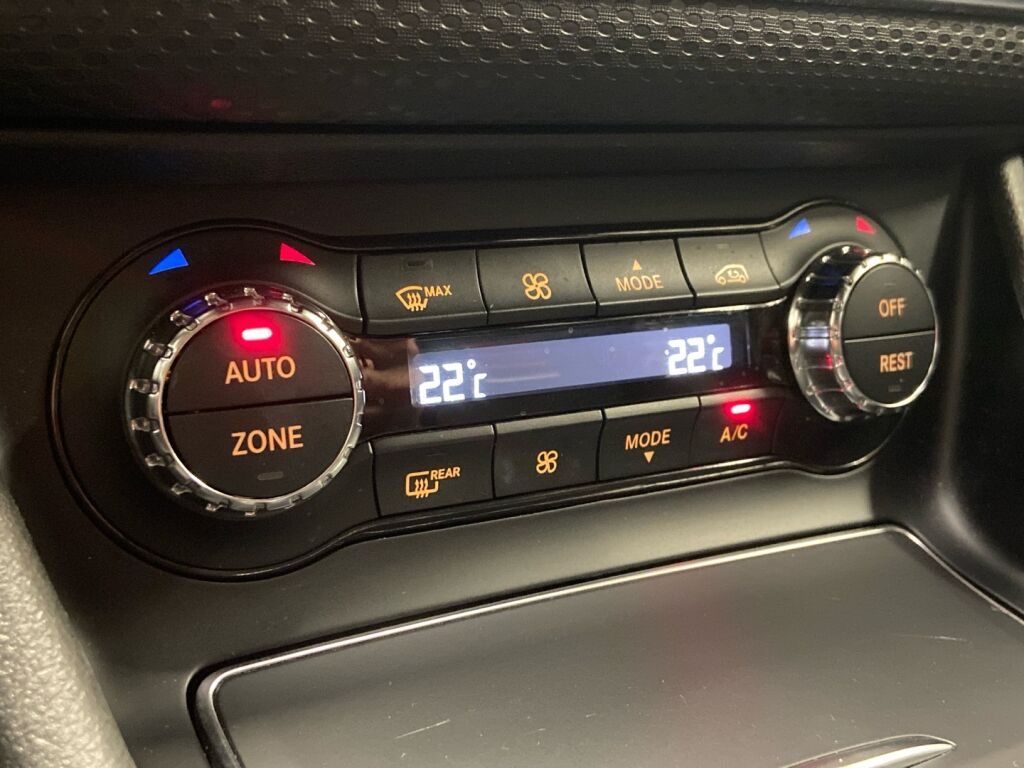 AUTO
ZONE
MAX
MODE
22°C
22°C
REAR
MODE
A/C
OFF
REST